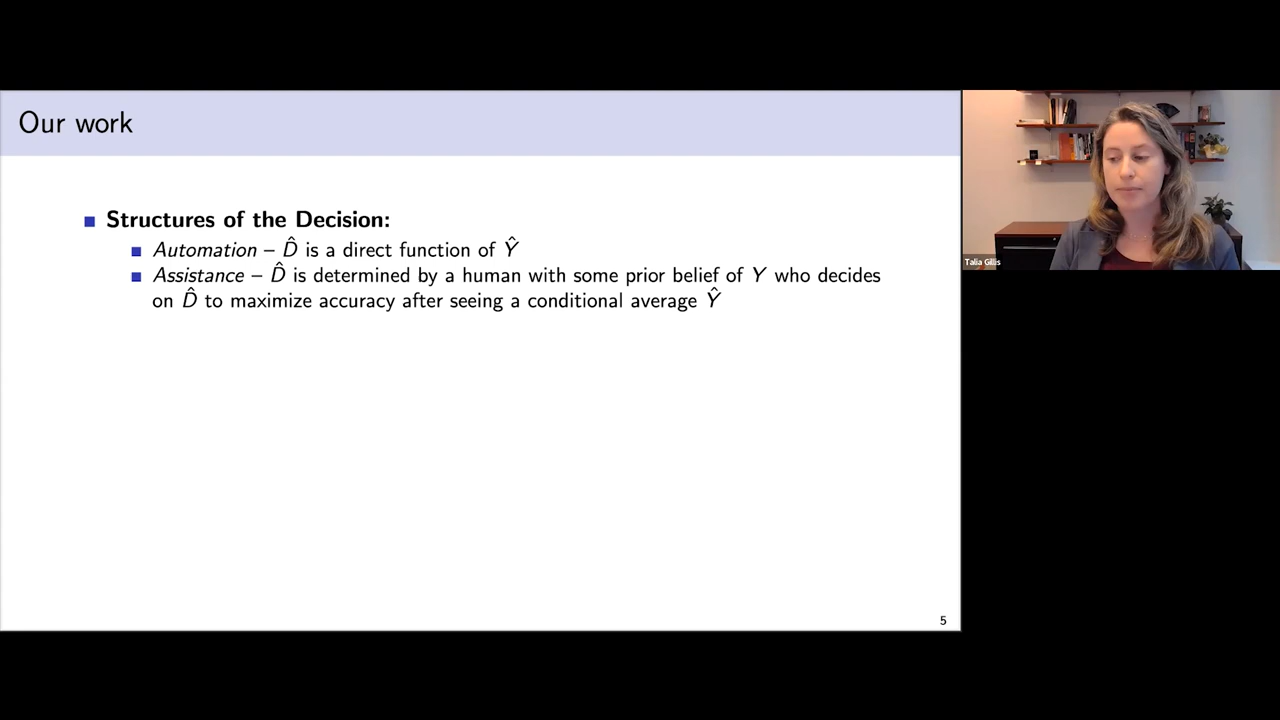 Our work
Structures of the Decision:
Automation – D̂ is a direct function of Ŷ
Assistance – D̂ is determined by a human with some prior belief of Y who decides
on D̂ to maximize accuracy after seeing a conditional average Ŷ
5
Talia Gillis